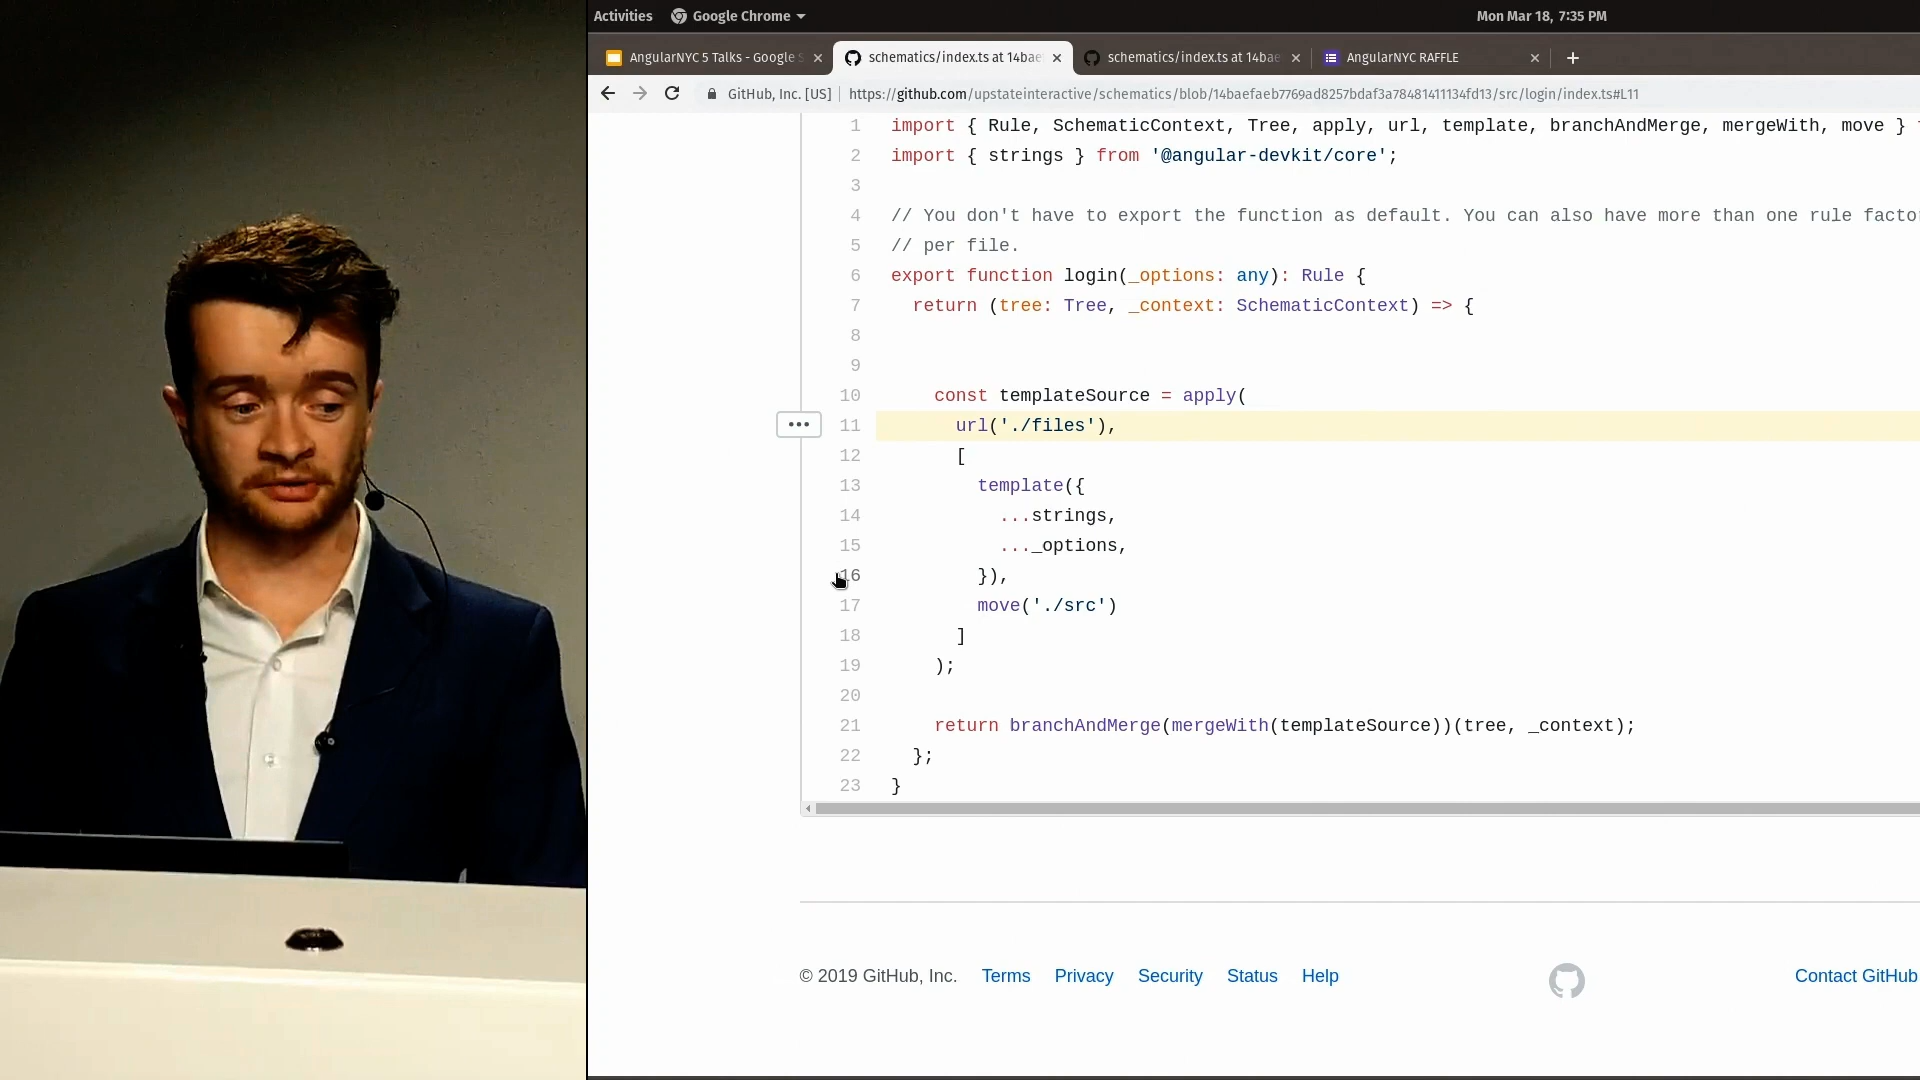 Activities Google Chrome Mon Mar 18, 7:35 PM
AngularNYC 5 Talks - Google S schematics/index.ts at 14bae schematics/index.ts at 14bae AngularNYC RAFFLE
GitHub, Inc. [US] https://github.com/upstateinteractive/schematics/blob/14baefaeb7769ad8257bdaf3a78481411134fd13/src/login/index.ts#L11
1 import { Rule, SchematicContext, Tree, apply, url, template, branchAndMerge, mergeWith, move }
2 import { strings } from '@angular-devkit/core';
3
4 // You don't have to export the function as default. You can also have more than one rule facto
5 // per file.
6 export function login(_options: any): Rule {
7 return (tree: Tree, _context: SchematicContext) => {
8
9
10 const templateSource = apply(
11 url('./files'),
12 [
13 template({
14 ...strings,
15 ..._options,
16 }),
17 move('./src')
18 ]
19 );
20
21 return branchAndMerge(mergeWith(templateSource))(tree, _context);
22 };
23 }
© 2019 GitHub, Inc. Terms Privacy Security Status Help Contact GitHub